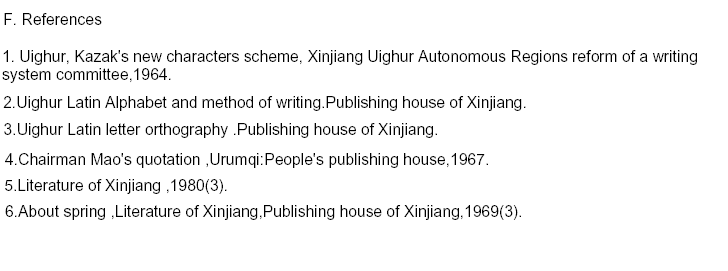 F. References
1. Uighur, Kazak's new characters scheme, Xinjiang Uighur Autonomous Regions reform of a writing
system committee,1964.
2.Uighur Latin Alphabet and method of writing.Publishing house of Xinjiang.
3.Uighur Latin letter orthography .Publishing house of Xinjiang.
4.Chairman Mao's quotation ,Urumqi:People's publishing house,1967.
5.Literature of Xinjiang ,1980(3).
6.About spring ,Literature of Xinjiang,Publishing house of Xinjiang,1969(3).